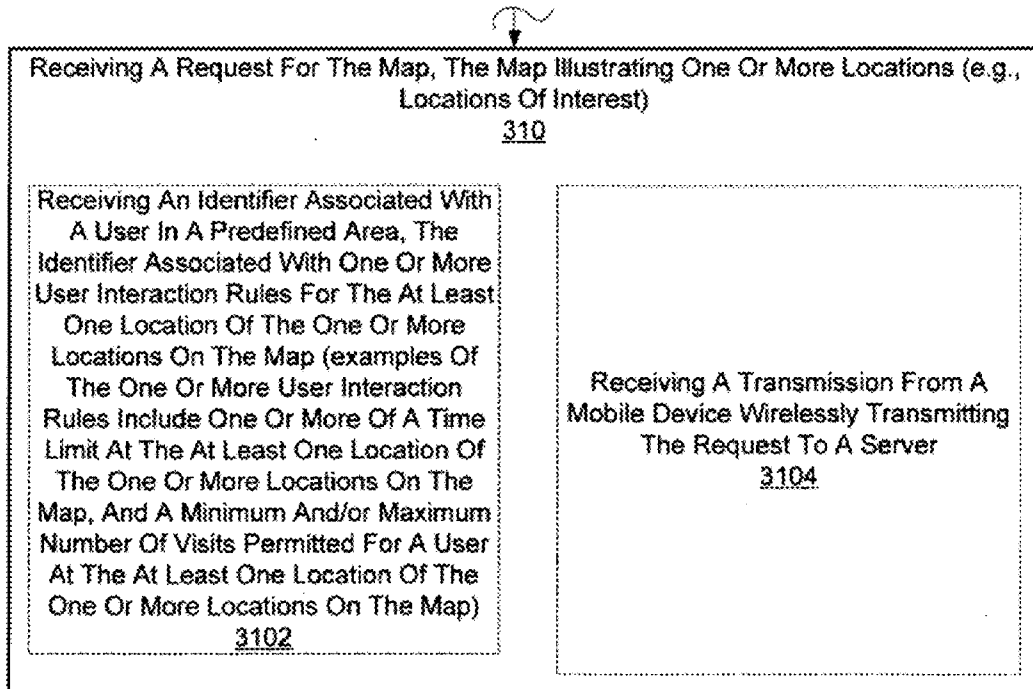 Receiving A Request For The Map, The Map Illustrating One Or More Locations (e.g.,
Locations Of Interest)
310
Receiving An Identifier Associated With
A User In A Predefined Area, The
Identifier Associated With One Or More
User Interaction Rules For The At Least
One Location Of The One Or More
Locations On The Map (examples Of
The One Or More User Interaction
Rules Include One Or More Of A Time
Limit At The At Least One Location Of
The One Or More Locations On The
Map, And A Minimum And/or Maximum
Number Of Visits Permitted For A User
At The At Least One Location Of The
One Or More Locations On The Map)
3102
Receiving A Transmission From A
Mobile Device Wirelessly Transmitting
The Request To A Server
3104